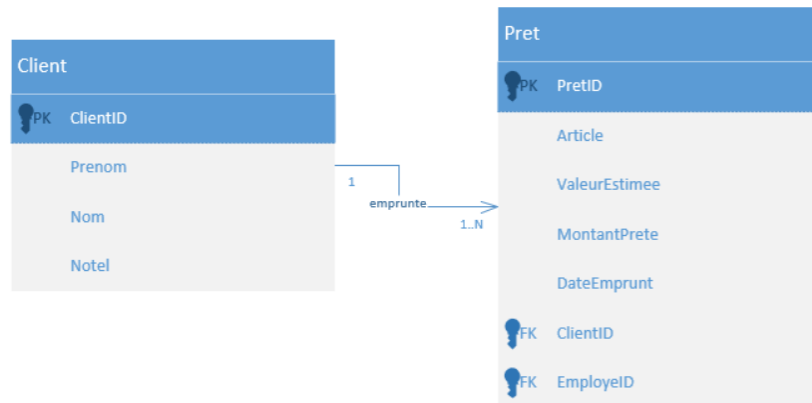 Client
PK ClientID
Prenom
Nom
Notel
1
emprunte
1..N
Pret
PK PretID
Article
ValeurEstimee
MontantPrete
DateEmprunt
FK ClientID
FK EmployeID